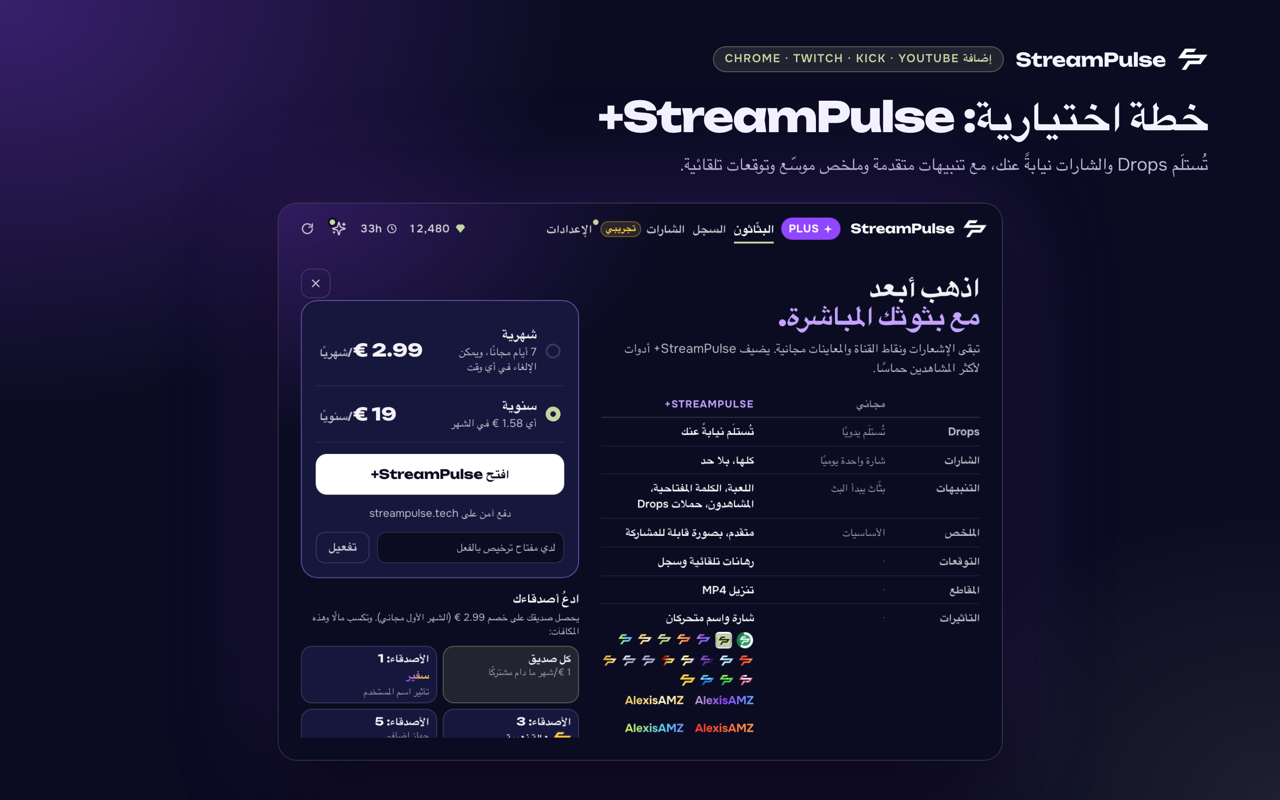 StreamPulse
إضافة CHROME · TWITCH · KICK · YOUTUBE
خطة اختيارية: StreamPulse+
تُستلَم Drops والشارات نيابةً عنك، مع تنبيهات متقدمة وملخص موسّع وتوقعات تلقائية.
StreamPulse
PLUS
البثّاثون
السجل
الشارات
تجريبي
الإعدادات
12,480
33h
اذهب أبعد
مع بثوثك المباشرة.
تبقى الإشعارات ونقاط القناة والمعاينات مجانية. يضيف StreamPulse+ أدوات
لأكثر المشاهدين حماسًا.
مجاني
STREAMPULSE+
Drops
تُستلَم يدويًا
تُستلَم نيابةً عنك
الشارات
شارة واحدة يوميًا
كلها، بلا حد
التنبيهات
بثّاث يبدأ البث
اللعبة، الكلمة المفتاحية،
المشاهدون، حملات Drops
الملخص
الأساسيات
متقدم، بصورة قابلة للمشاركة
التوقعات
·
رهانات تلقائية وسجل
المقاطع
·
تنزيل MP4
التأثيرات
·
شارة واسم متحركان
AlexisAMZ
AlexisAMZ
AlexisAMZ
AlexisAMZ
شهرية
7 أيام مجانًا، ويمكن
الإلغاء في أي وقت
2.99 €/شهريًا
سنوية
أي 1.58 € في الشهر
19 €/سنويًا
افتح StreamPulse+
دفع آمن على streampulse.tech
لدي مفتاح ترخيص بالفعل
تفعيل
ادعُ أصدقاءك
يحصل صديقك على خصم 2.99 € (الشهر الأول مجاني). وتكسب مالًا وهذه
المكافآت:
كل صديق
1 €/شهر ما دام مشتركًا
الأصدقاء: 1
سفير
تأثير اسم المستخدم
الأصدقاء: 3
الأصدقاء: 5